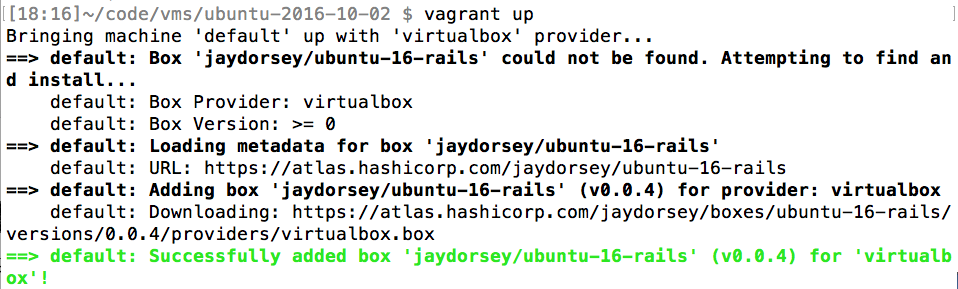 [[18:16]~/code/vms/ubuntu-2016-10-02 $ vagrant up
Bringing machine 'default' up with 'virtualbox' provider...
==> default: Box 'jaydorsey/ubuntu-16-rails' could not be found. Attempting to find an
d install...
    default: Box Provider: virtualbox
    default: Box Version: >= 0
==> default: Loading metadata for box 'jaydorsey/ubuntu-16-rails'
    default: URL: https://atlas.hashicorp.com/jaydorsey/ubuntu-16-rails
==> default: Adding box 'jaydorsey/ubuntu-16-rails' (v0.0.4) for provider: virtualbox
    default: Downloading: https://atlas.hashicorp.com/jaydorsey/boxes/ubuntu-16-rails/
versions/0.0.4/providers/virtualbox.box
==> default: Successfully added box 'jaydorsey/ubuntu-16-rails' (v0.0.4) for 'virtualb
ox'!